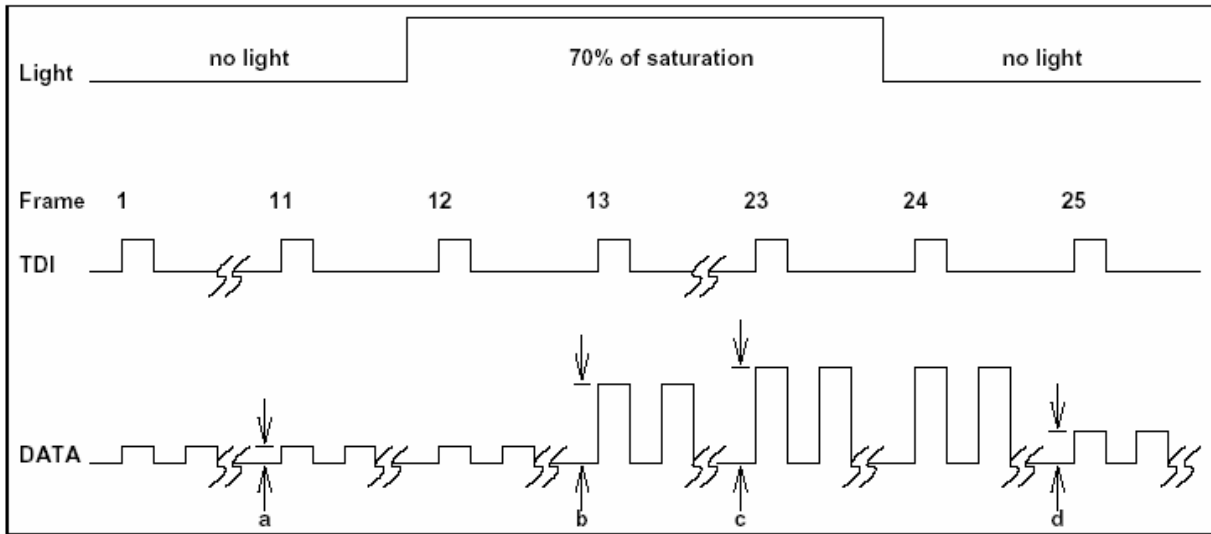 no light 70% of saturation no light
Light
Frame 1 11 12 13 23 24 25
TDI
DATA
a b c d